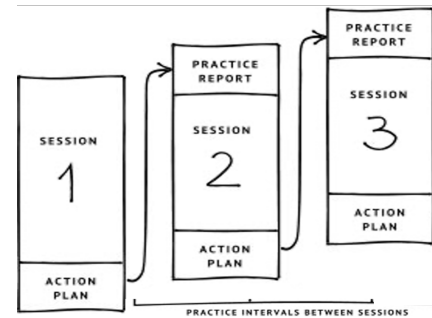 SESSION
1
ACTION
PLAN
PRACTICE
REPORT
SESSION
2
ACTION
PLAN
PRACTICE
REPORT
SESSION
3
ACTION
PLAN
PRACTICE INTERVALS BETWEEN SESSIONS